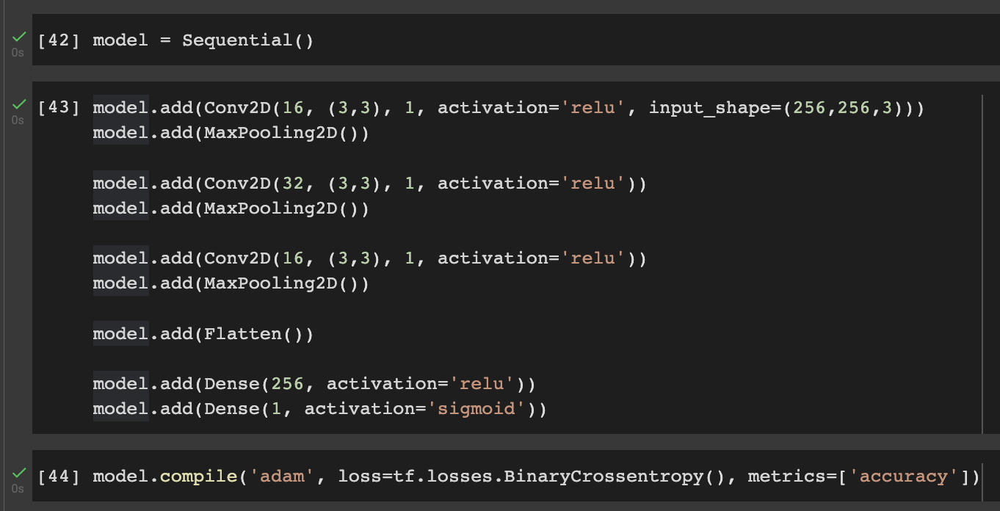 [42] model = Sequential()
0s
[43] model.add(Conv2D(16, (3,3), 1, activation='relu', input_shape=(256,256,3)))
0s
model.add(MaxPooling2D())
model.add(Conv2D(32, (3,3), 1, activation='relu'))
model.add(MaxPooling2D())
model.add(Conv2D(16, (3,3), 1, activation='relu'))
model.add(MaxPooling2D())
model.add(Flatten())
model.add(Dense(256, activation='relu'))
model.add(Dense(1, activation='sigmoid'))
[44] model.compile('adam', loss=tf.losses.BinaryCrossentropy(), metrics=['accuracy'])
0s